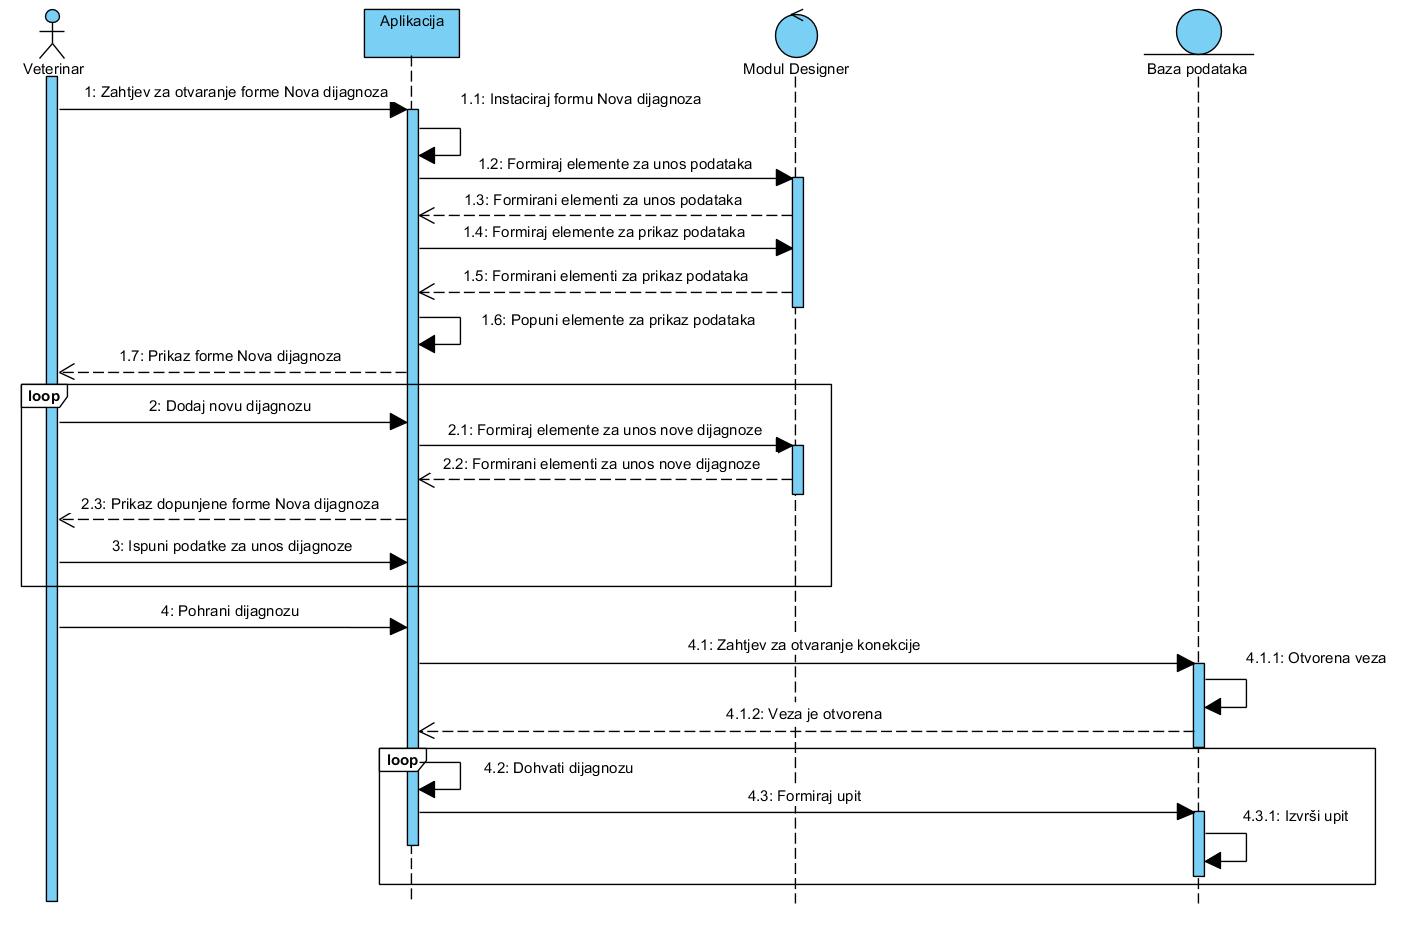 Veterinar
Aplikacija
Modul Designer
Baza podataka
1: Zahtjev za otvaranje forme Nova dijagnoza
1.1: Instaciraj formu Nova dijagnoza
1.2: Formiraj elemente za unos podataka
1.3: Formirani elementi za unos podataka
1.4: Formiraj elemente za prikaz podataka
1.5: Formirani elementi za prikaz podataka
1.6: Popuni elemente za prikaz podataka
1.7: Prikaz forme Nova dijagnoza
loop
2: Dodaj novu dijagnozu
2.1: Formiraj elemente za unos nove dijagnoze
2.2: Formirani elementi za unos nove dijagnoze
2.3: Prikaz dopunjene forme Nova dijagnoza
3: Ispuni podatke za unos dijagnoze
4: Pohrani dijagnozu
4.1: Zahtjev za otvaranje konekcije
4.1.1: Otvorena veza
4.1.2: Veza je otvorena
loop
4.2: Dohvati dijagnozu
4.3: Formiraj upit
4.3.1: Izvrši upit